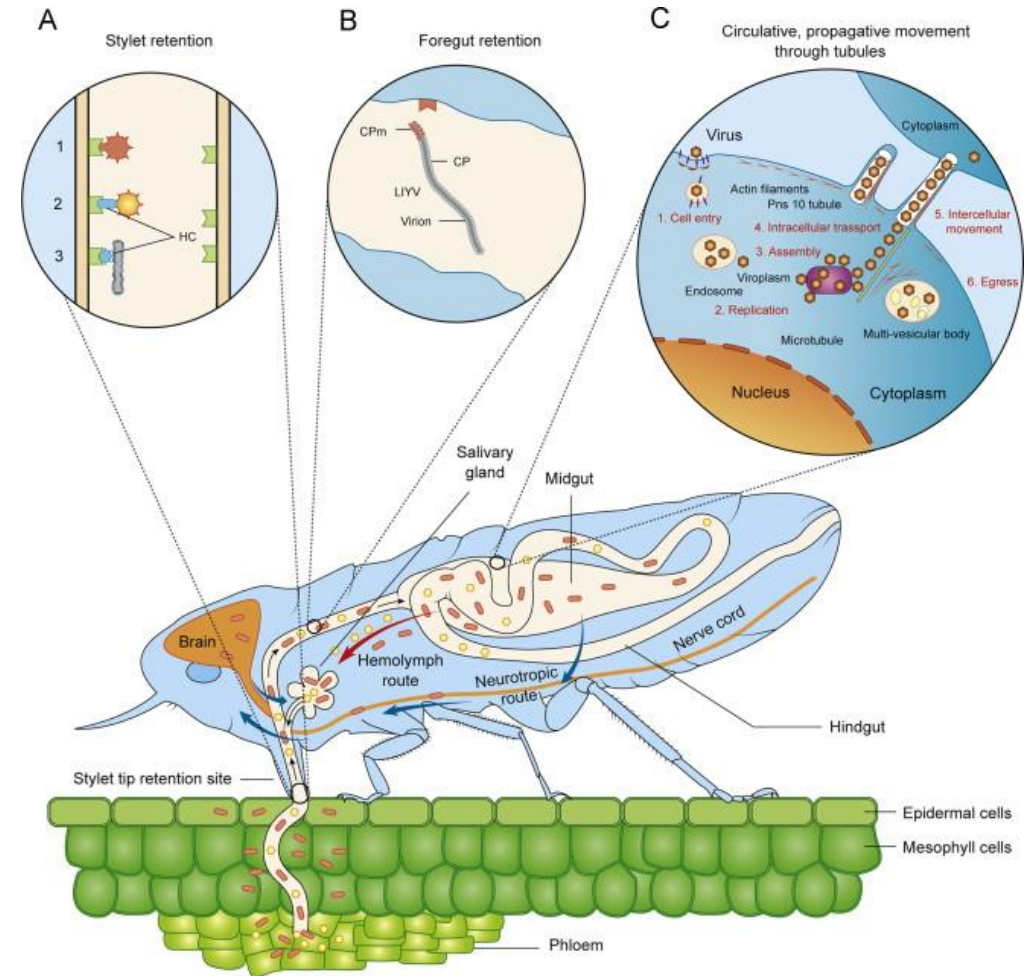 A
Stylet retention
1
2
3
HC
B
Foregut retention
CPm
CP
LIYV
Virion
C
Circulative, propagative movement
through tubules
Virus
Cytoplasm
Actin filaments
Pns 10 tubule
1. Cell entry
4. Intracellular transport
5. Intercellular
movement
3. Assembly
Viroplasm
Endosome
6. Egress
2. Replication
Multi-vesicular body
Microtubule
Nucleus
Cytoplasm
Salivary
gland
Midgut
Brain
Hemolymph
route
Neurotropic
route
Nerve cord
Hindgut
Stylet tip retention site
Epidermal cells
Mesophyll cells
Phloem